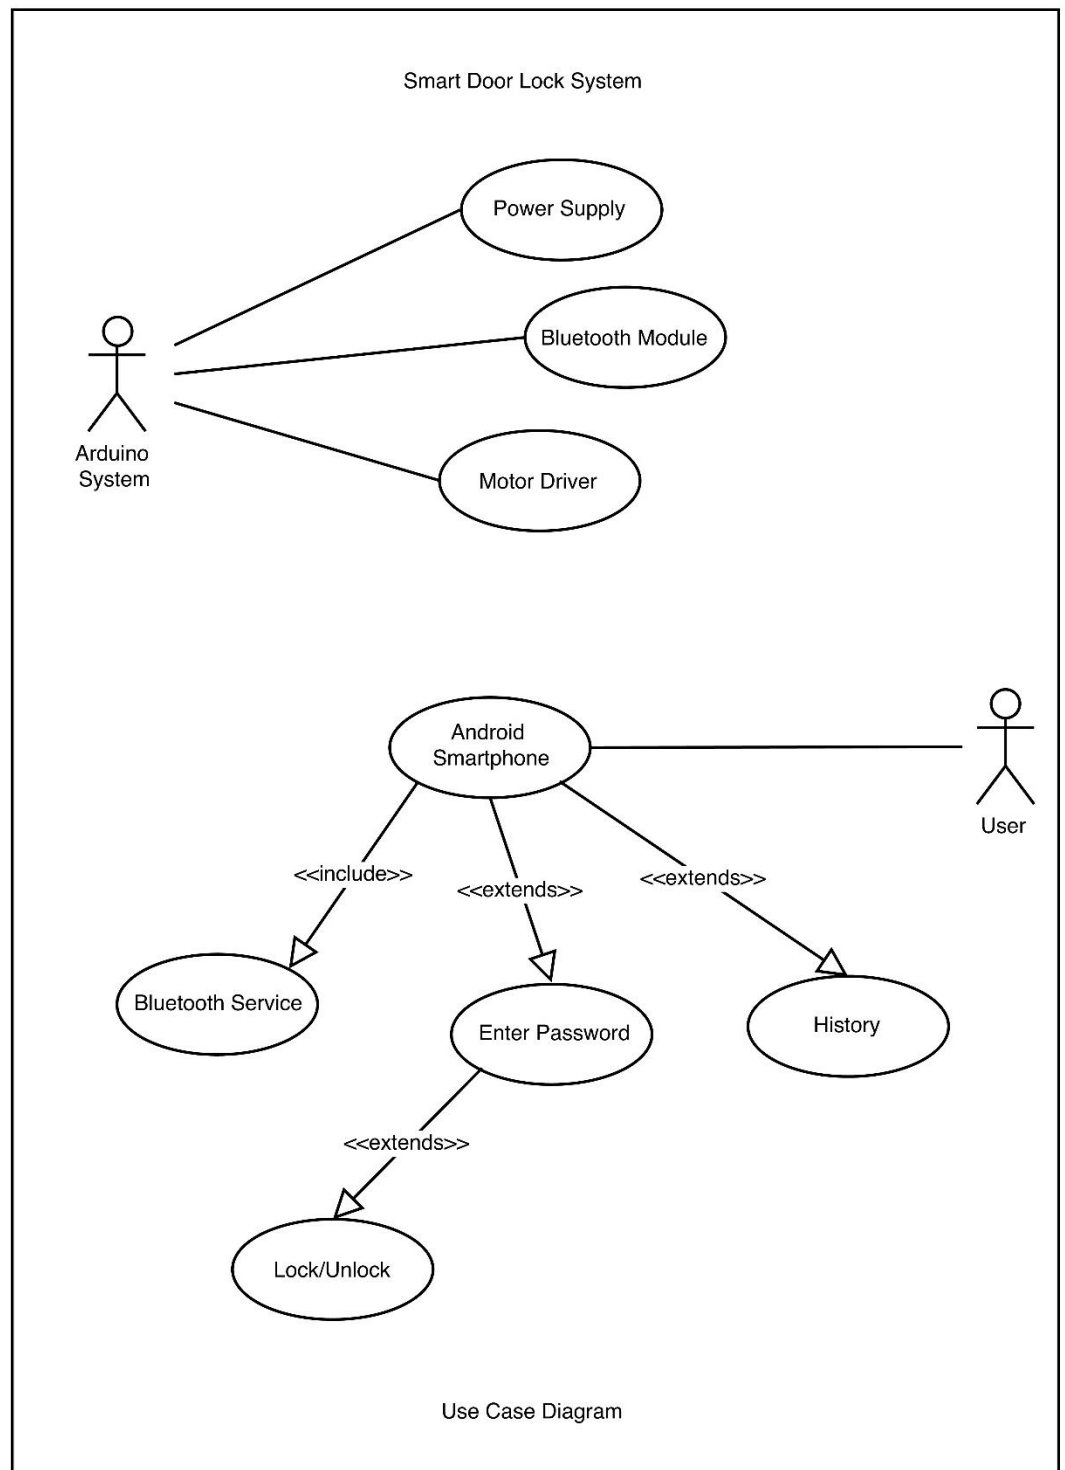 Smart Door Lock System
Power Supply
Bluetooth Module
Arduino
System
Motor Driver
Android
Smartphone
User
<<include>>
<<extends>>
<<extends>>
Bluetooth Service
Enter Password
History
<<extends>>
Lock/Unlock
Use Case Diagram